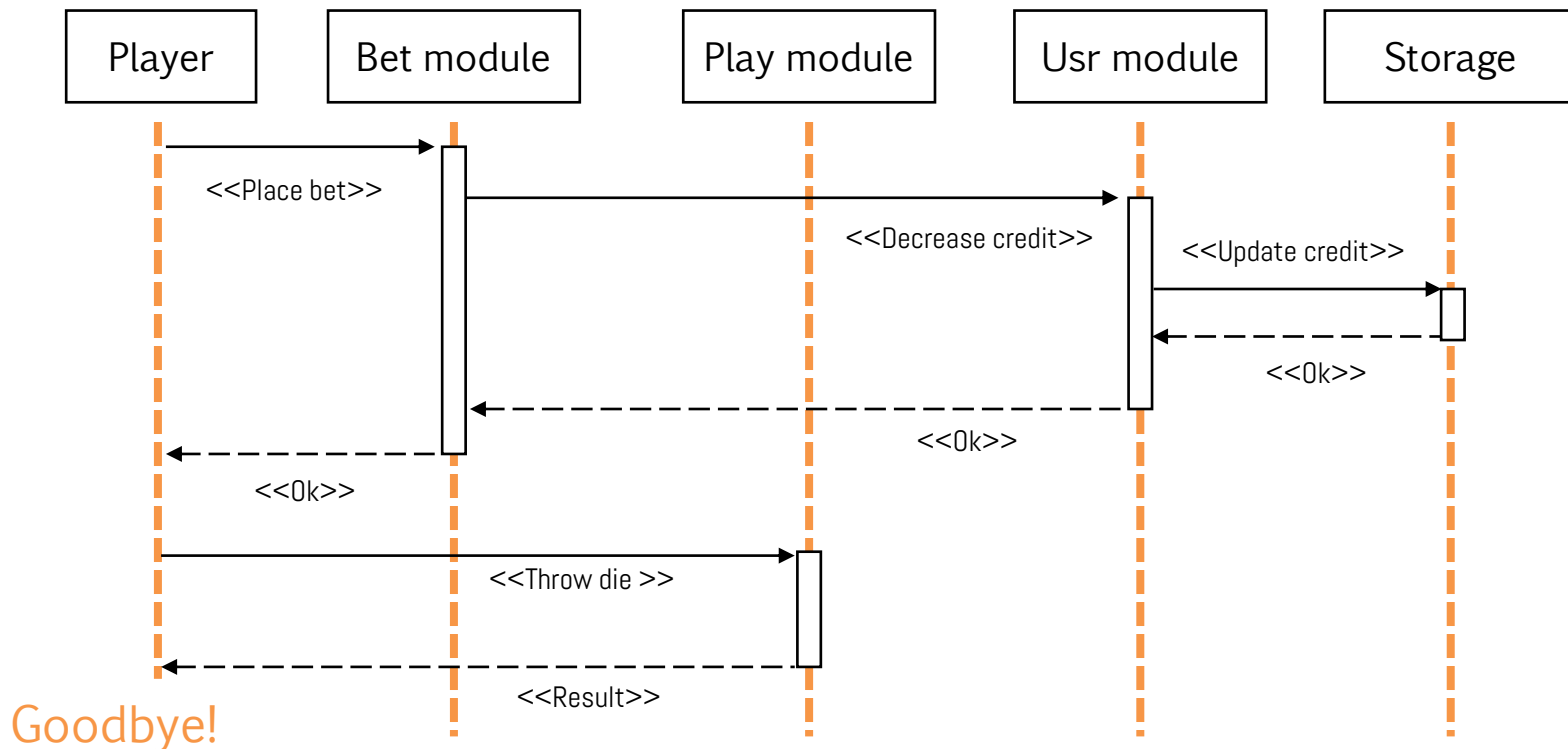 Player
Bet module
Play module
Usr module
Storage
<<Place bet>>
<<Decrease credit>>
<<Update credit>>
<<Ok>>
<<Ok>>
<<Ok>>
<<Throw die >>
<<Result>>
Goodbye!